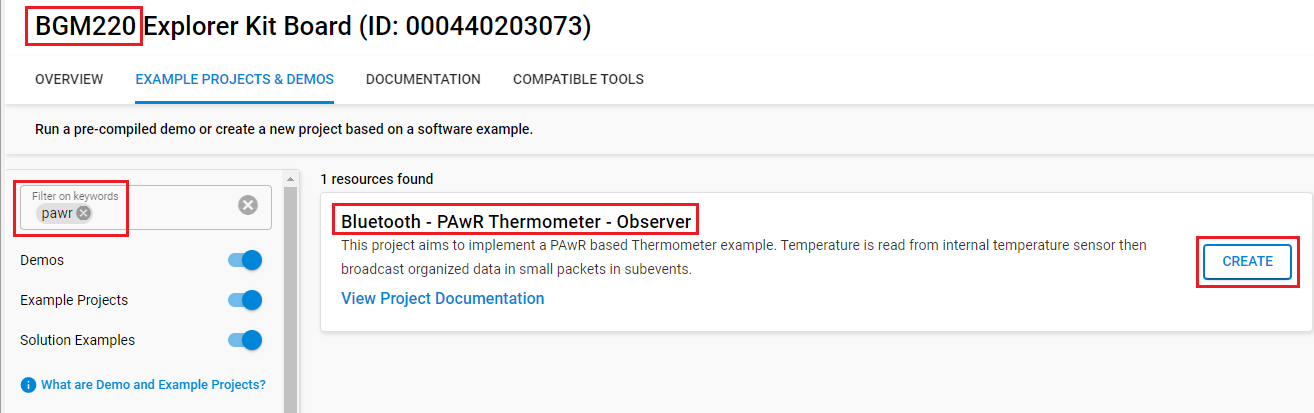 BGM220 Explorer Kit Board (ID: 000440203073)
OVERVIEW EXAMPLE PROJECTS & DEMOS DOCUMENTATION COMPATIBLE TOOLS
Run a pre-compiled demo or create a new project based on a software example.
Filter on keywords
pawr
Demos
Example Projects
Solution Examples
What are Demo and Example Projects?
1 resources found
Bluetooth - PAwR Thermometer - Observer
This project aims to implement a PAwR based Thermometer example. Temperature is read from internal temperature sensor then
broadcast organized data in small packets in subevents.
View Project Documentation
CREATE